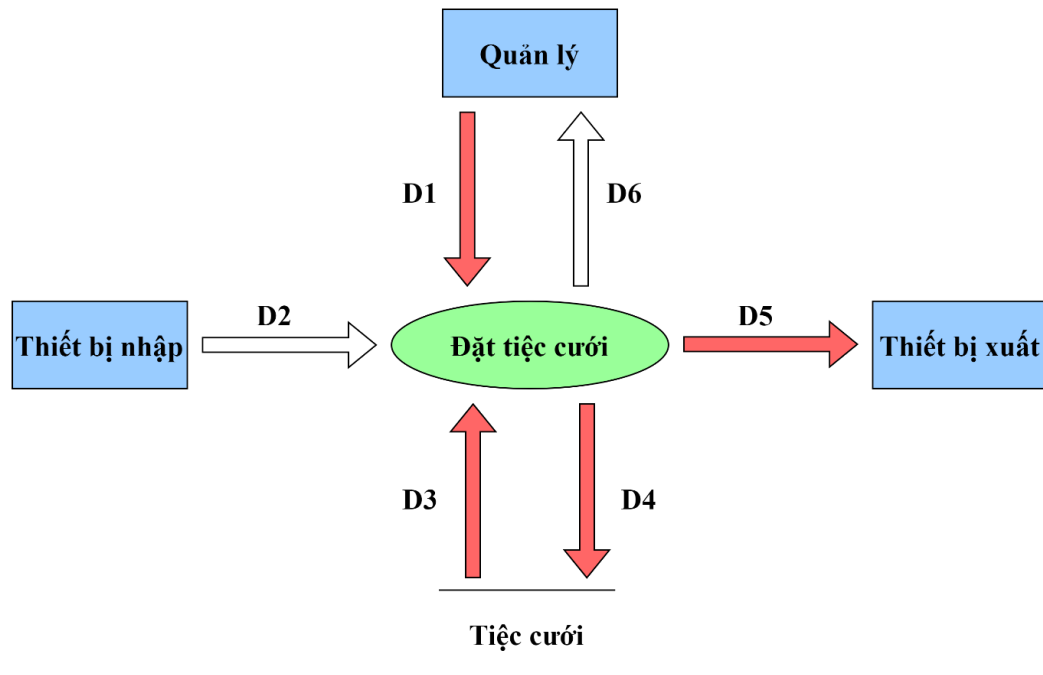 Quản lý
D1
D6
Thiết bị nhập
D2
Đặt tiệc cưới
D5
Thiết bị xuất
D3
D4
Tiệc cưới